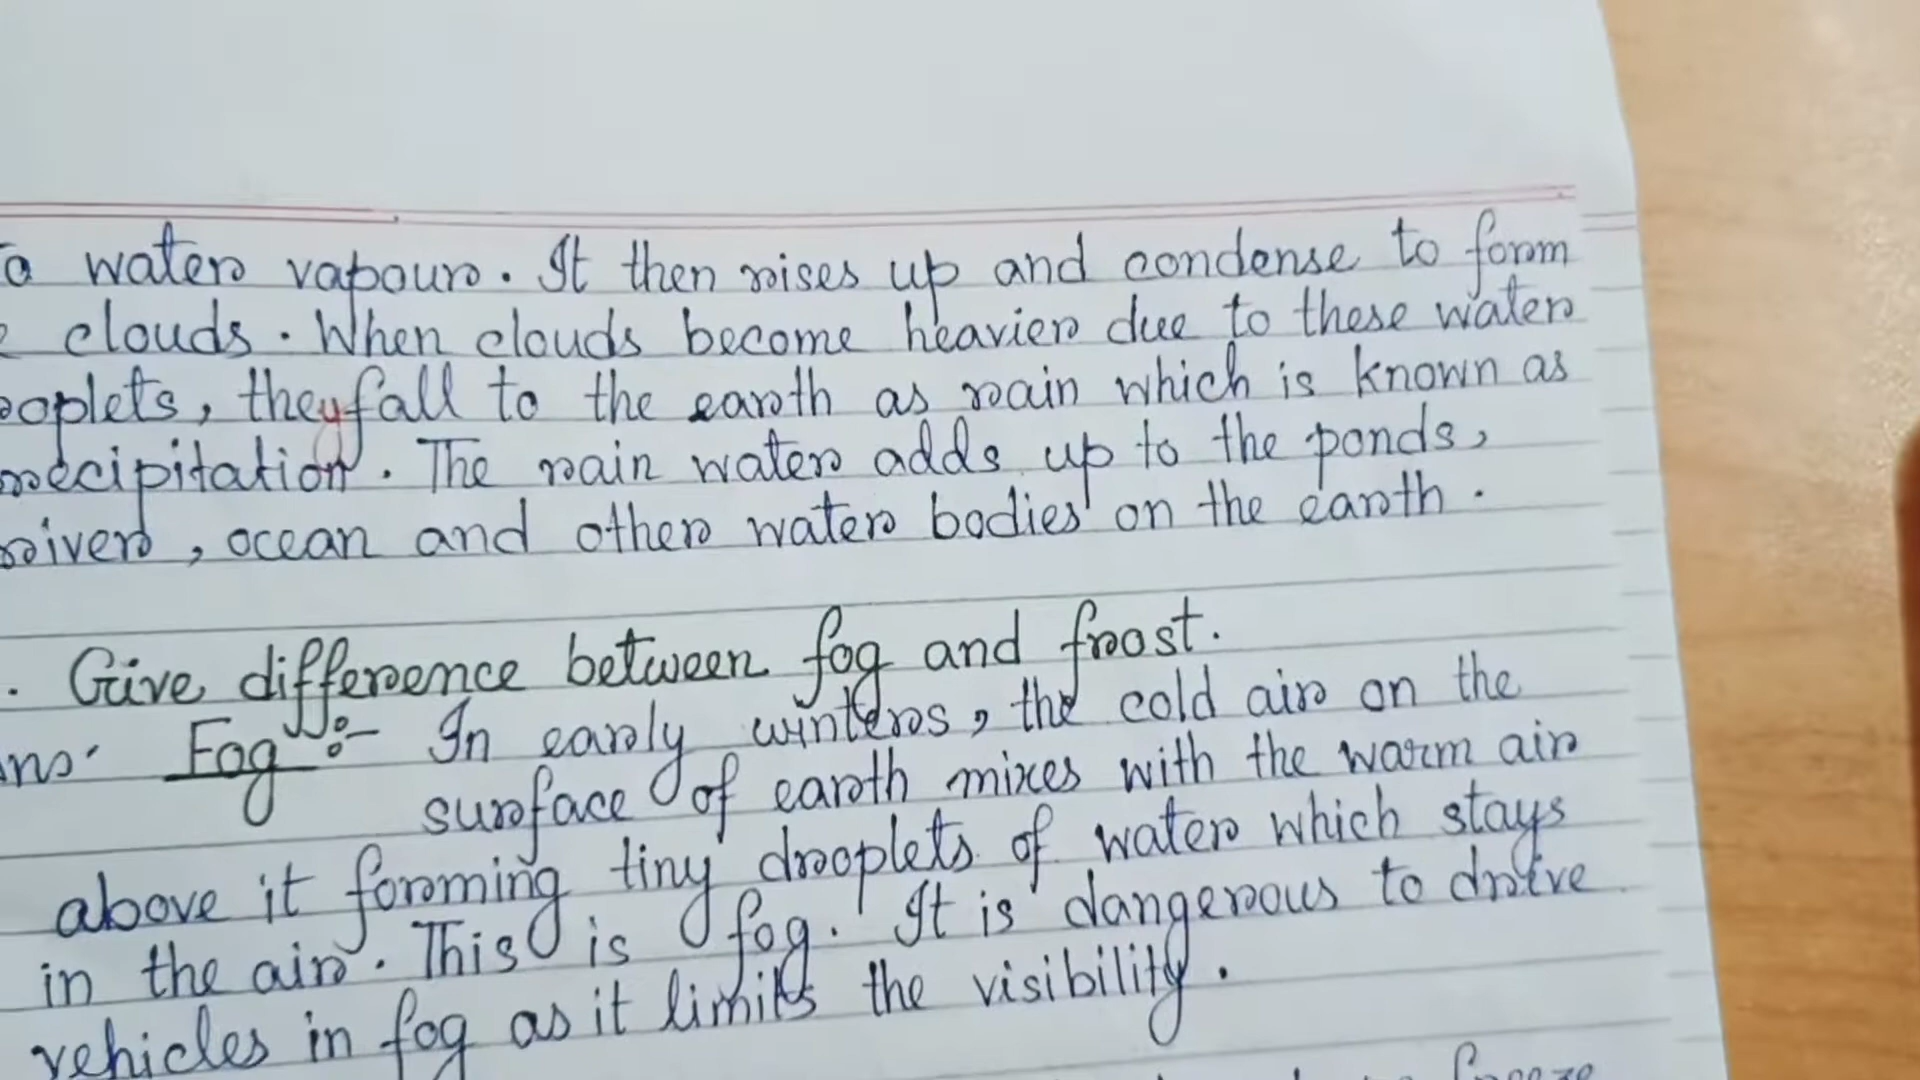 water vapour. It then rises up and condense to form
clouds. When clouds become heavier due to these water
they fall to the earth as rain which is known as
. The rain water adds up to the ponds,
river, ocean and other water bodies on the earth.
. Give difference between fog and frost.
Fog :- In early winters, the cold air on the
surface of earth mixes with the warm air
above it forming tiny droplets of water which stays
in the air. This is fog. It is dangerous to drive
vehicles in fog as it limits the visibility.
freeze